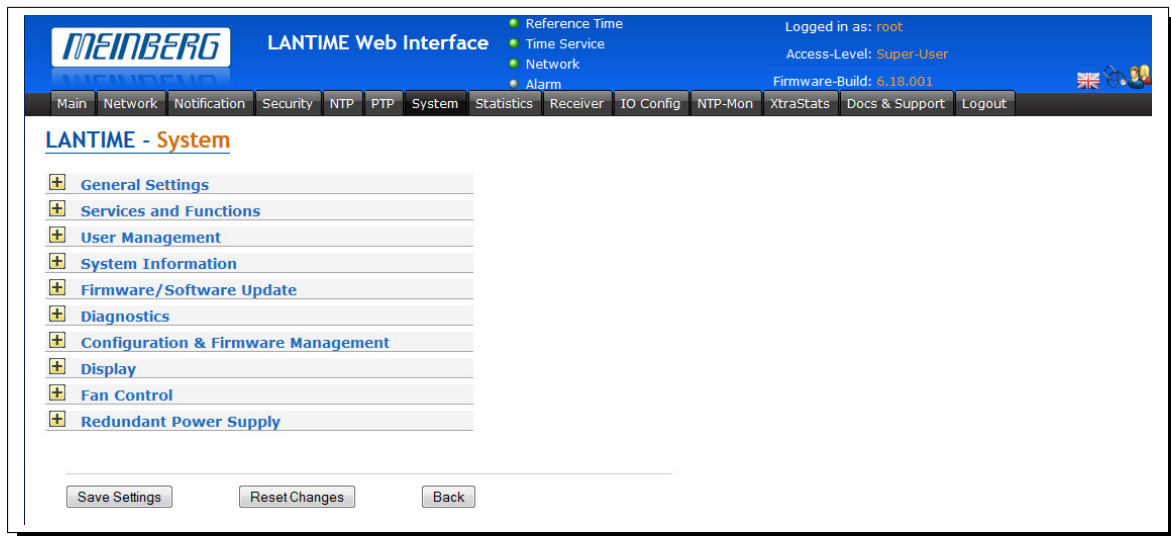 MEINBERG
LANTIME Web Interface
Reference Time
Time Service
Network
Alarm
Logged in as: root
Access-Level: Super-User
Firmware-Build: 6.18.001
Main Network Notification Security NTP PTP System Statistics Receiver IO Config NTP-Mon XtraStats Docs & Support Logout
LANTIME - System
General Settings
Services and Functions
User Management
System Information
Firmware/Software Update
Diagnostics
Configuration & Firmware Management
Display
Fan Control
Redundant Power Supply
Save Settings Reset Changes Back